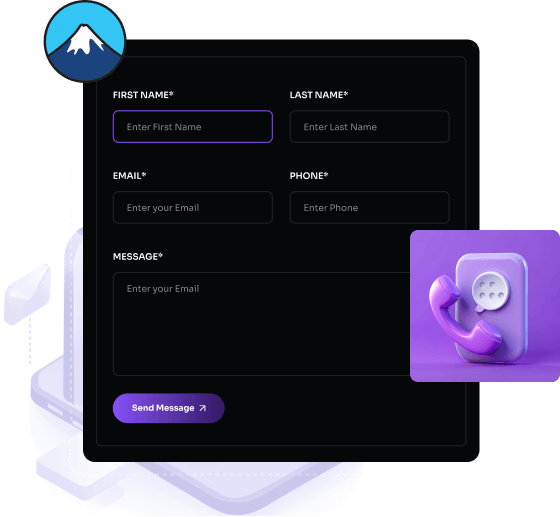 FIRST NAME* LAST NAME*
Enter First Name Enter Last Name
EMAIL* PHONE*
Enter your Email Enter Phone
MESSAGE*
Enter your Email
Send Message